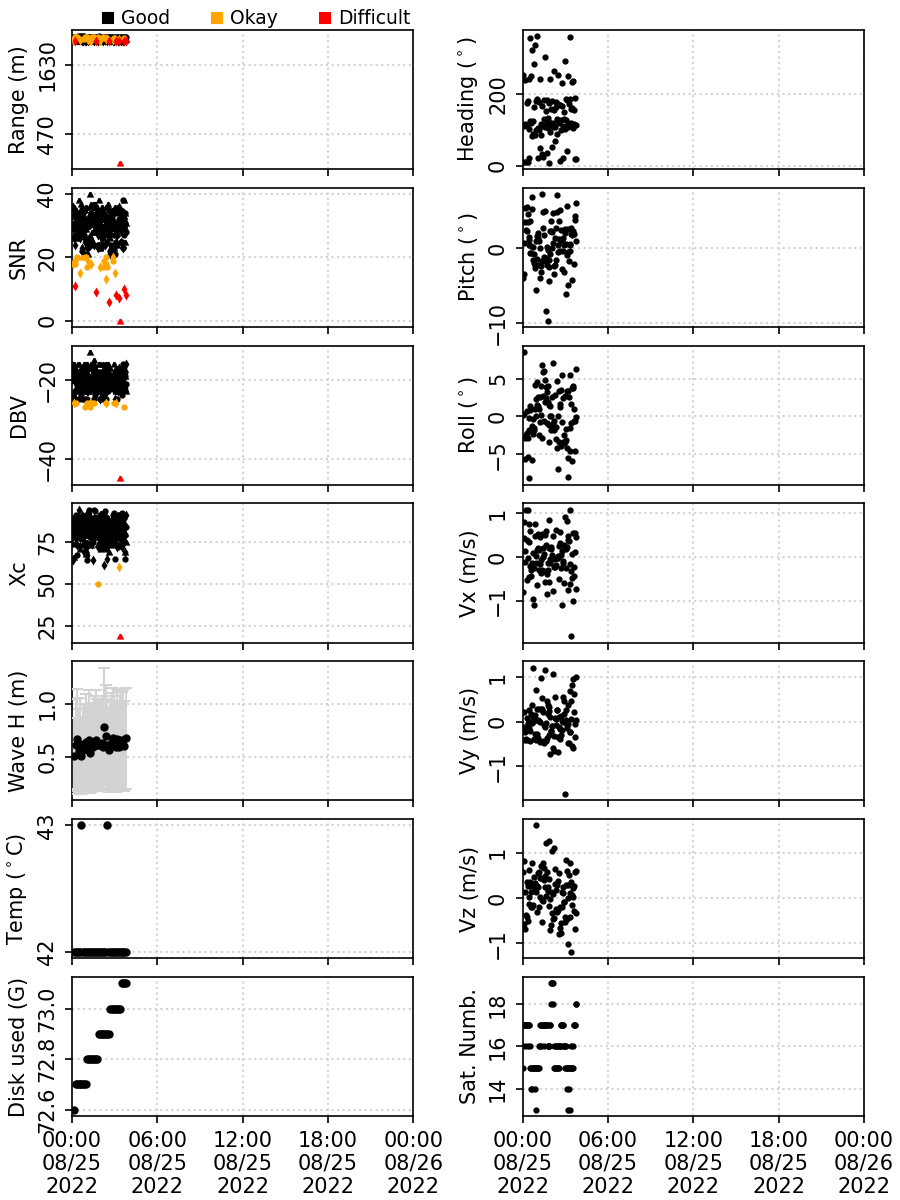 Good Okay Difficult
Range (m)
1630
470
Heading (°)
200
0
SNR
40
20
0
Pitch (°)
0
−10
DBV
−20
−40
Roll (°)
5
0
−5
Xc
75
50
25
Vx (m/s)
1
0
−1
Wave H (m)
1.0
0.5
Vy (m/s)
1
0
−1
Temp (°C)
43
42
Vz (m/s)
1
0
−1
Disk used (G)
73.0
72.8
72.6
Sat. Numb.
18
16
14
00:00 06:00 12:00 18:00 00:00
08/25 08/25 08/25 08/25 08/26
2022 2022 2022 2022 2022
00:00 06:00 12:00 18:00 00:00
08/25 08/25 08/25 08/25 08/26
2022 2022 2022 2022 2022